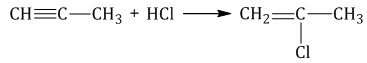 CH≡C—CH₃ + HCl ⟶ CH₂=C—CH₃
Cl